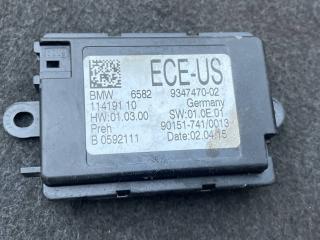 ECE-US
BMW 6582 9347470-02
114191 10 Germany
HW:01.03.00 SW:01.0E.01
Preh 90151-741/0013
B 0592111 Date:02.04.15